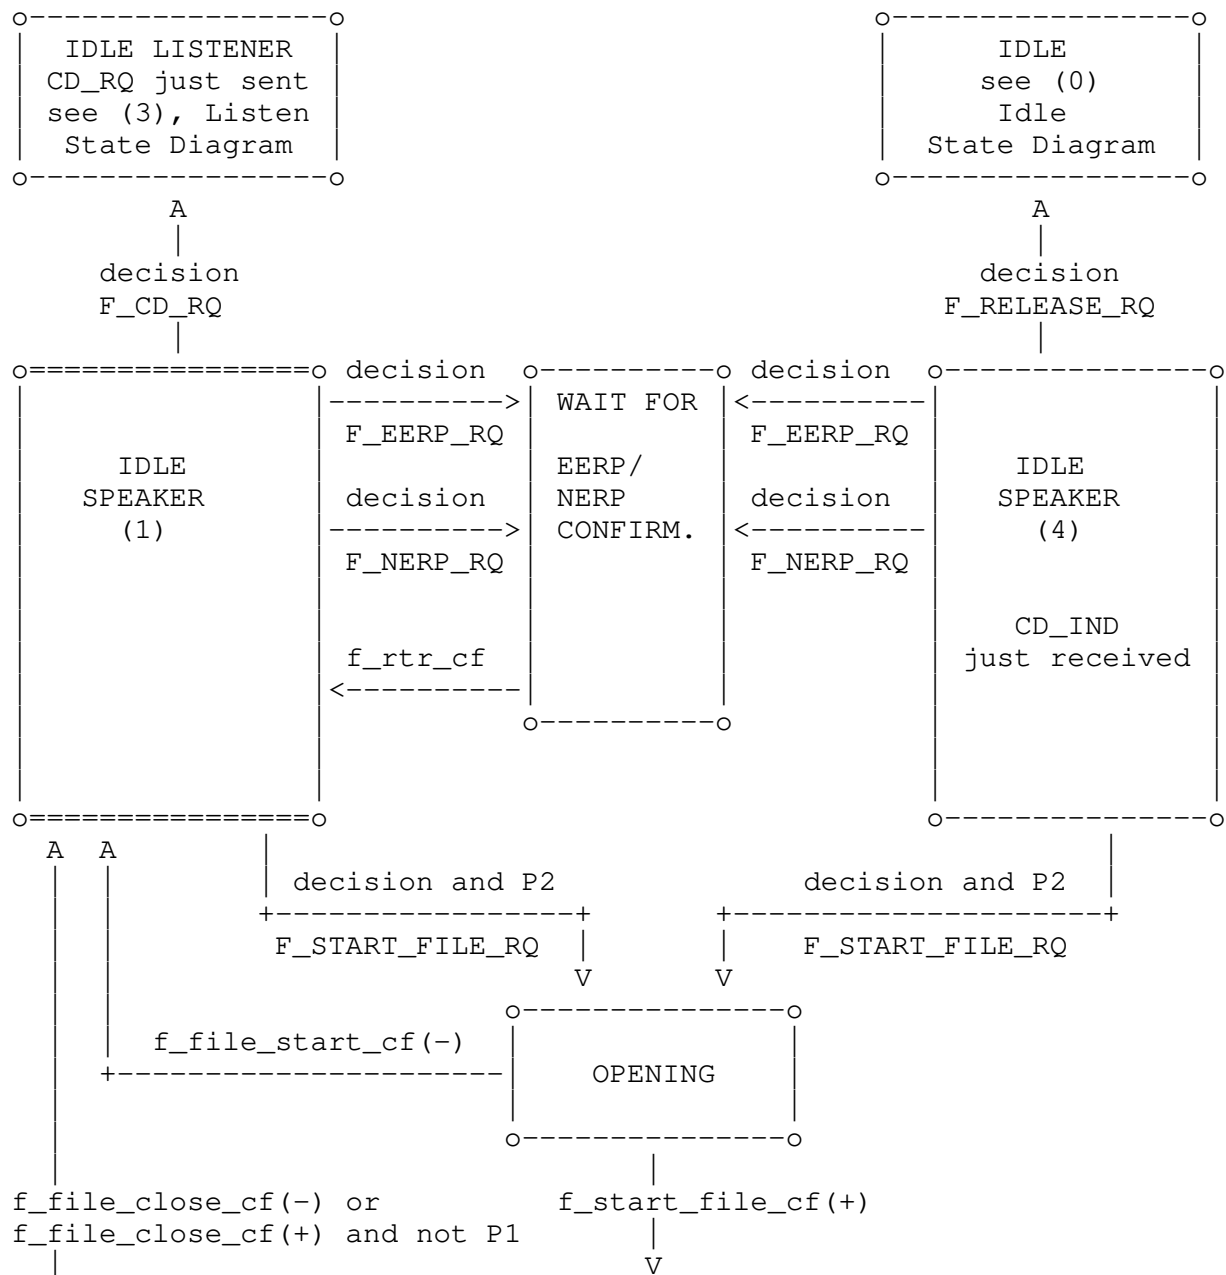 o-----------------o                               o-----------------o
|  IDLE LISTENER  |                               |      IDLE       |
| CD_RQ just sent |                               |     see (0)     |
| see (3), Listen |                               |      Idle       |
|  State Diagram  |                               |  State Diagram  |
o-----------------o                               o-----------------o
         A                                                 A
         |                                                 |
     decision                                          decision
     F_CD_RQ                                         F_RELEASE_RQ
         |                                                 |
o================o decision  o----------o decision  o---------------o
|                |---------->| WAIT FOR |<----------|               |
|                | F_EERP_RQ |          | F_EERP_RQ |               |
|     IDLE       |           | EERP/    |           |     IDLE      |
|   SPEAKER      | decision  | NERP     | decision  |    SPEAKER    |
|     (1)        |---------->| CONFIRM. |<----------|      (4)      |
|                | F_NERP_RQ |          | F_NERP_RQ |               |
|                |           |          |           |               |
|                |           |          |           |    CD_IND     |
|                | f_rtr_cf  |          |           | just received |
|                |<----------|          |           |               |
|                |           o----------o           |               |
|                |                                  |               |
|                |                                  |               |
o================o                                  o---------------o
  A  A        |                                               |
  |  |        | decision and P2              decision and P2  |
  |  |        +-----------------+       +---------------------+
  |  |         F_START_FILE_RQ  |       |    F_START_FILE_RQ
  |  |                          V       V
  |  |                      o---------------o
  |  |  f_file_start_cf(-)  |               |
  |  +----------------------|    OPENING    |
  |                         |               |
  |                         o---------------o
  |                                 |
f_file_close_cf(-) or       f_start_file_cf(+)
f_file_close_cf(+) and not P1       |
  |                                 V